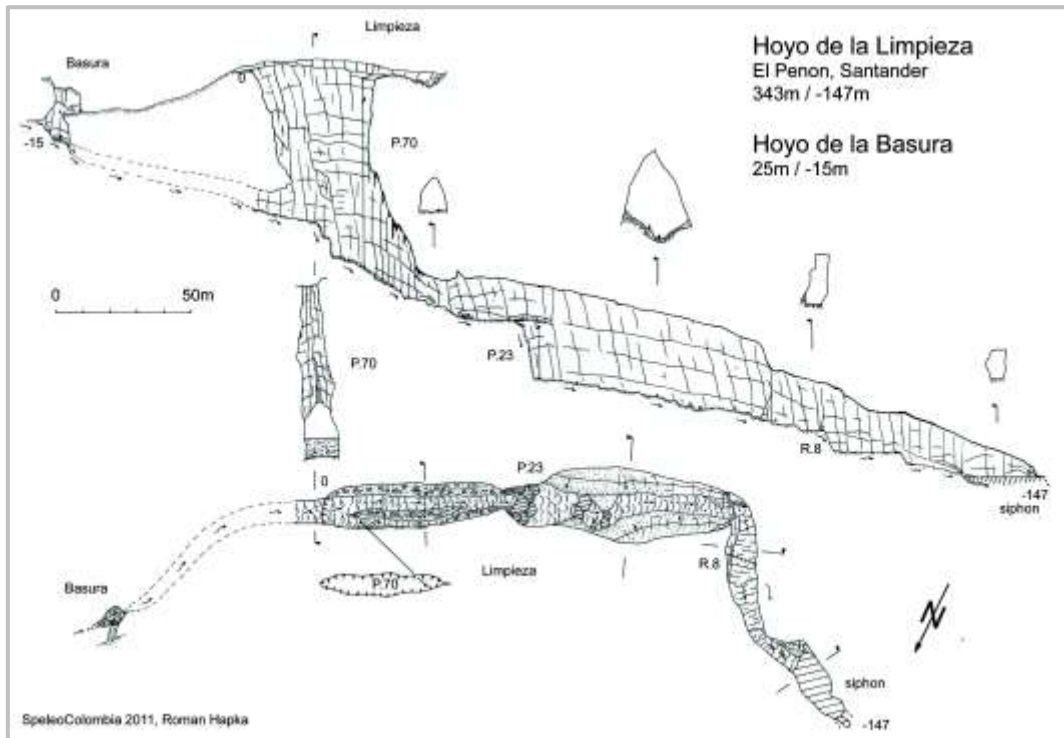 Limpieza
Basura
Hoyo de la Limpieza
El Penon, Santander
343m / -147m
Hoyo de la Basura
25m / -15m
0
-15
P.70
0 50m
P.23
P.70
R.8
-147
siphon
0
P.23
P.70
Limpieza
R.8
Basura
N
siphon
-147
SpeleoColombia 2011, Roman Hapka